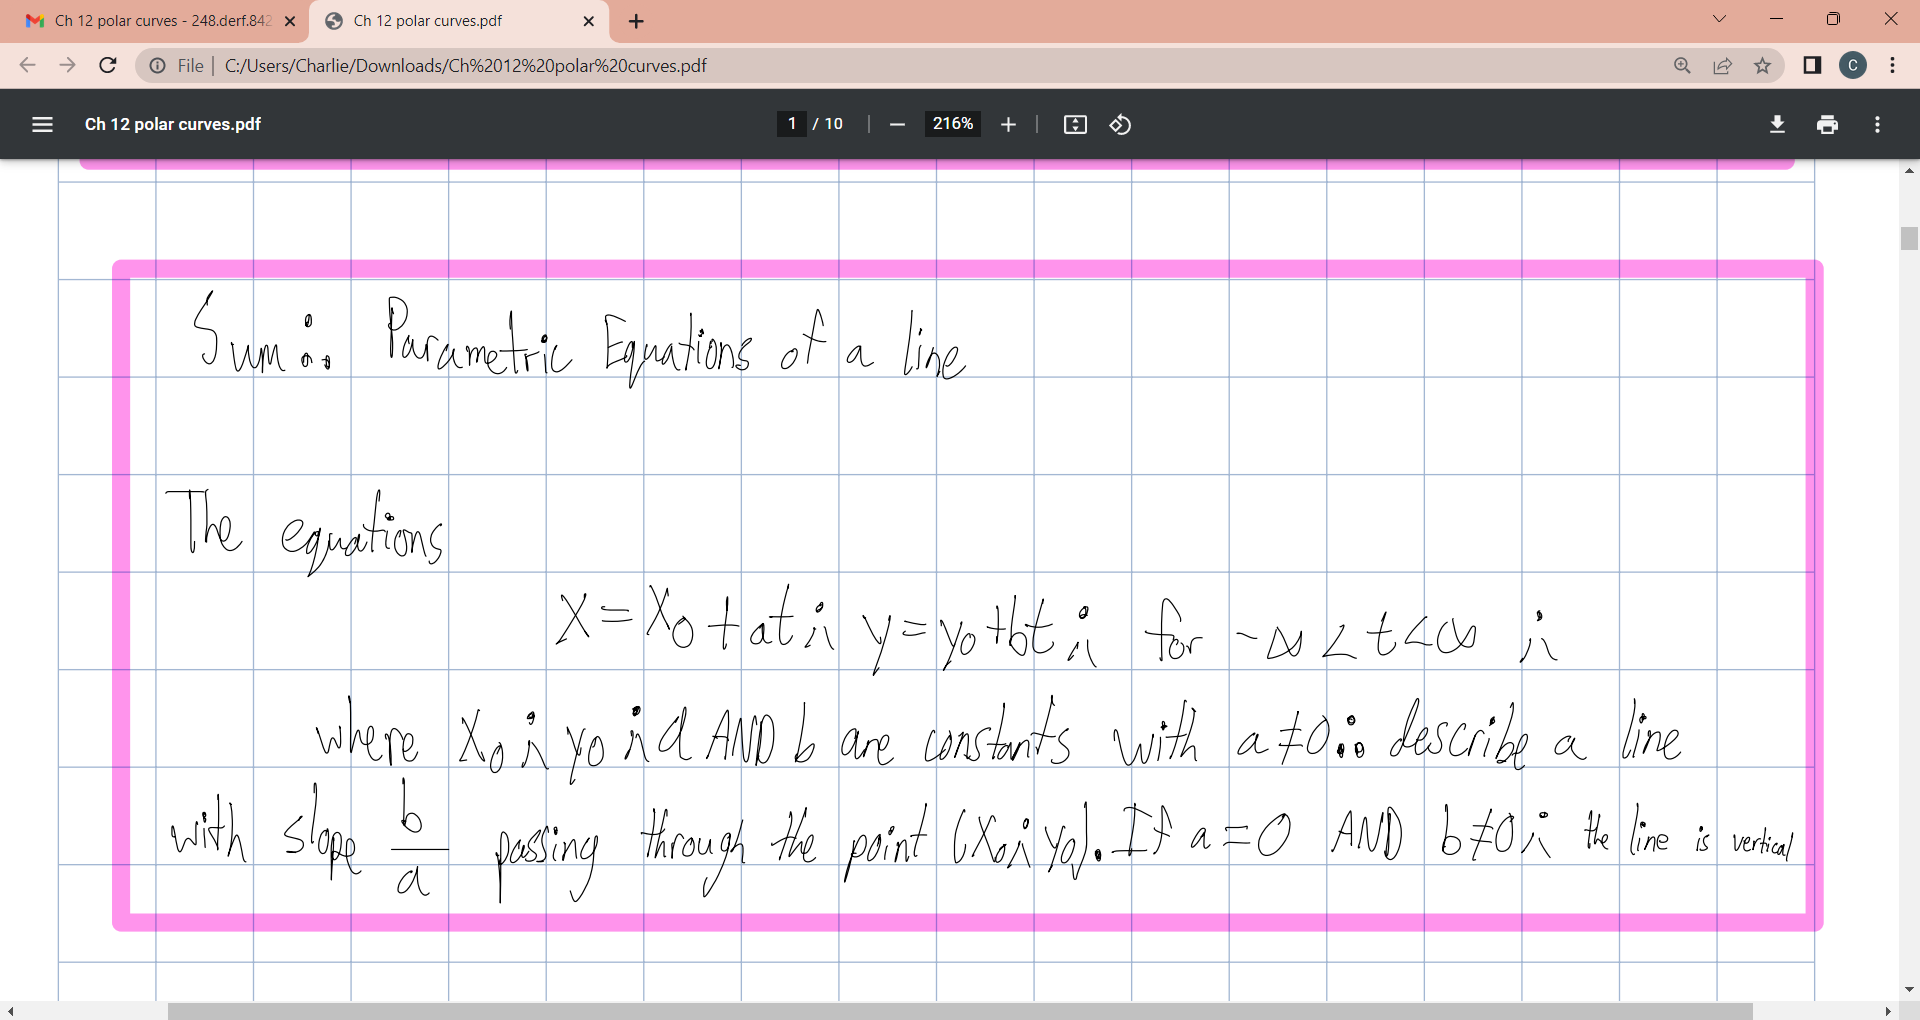 Ch 12 polar curves - 248.derf.842
Ch 12 polar curves.pdf
File | C:/Users/Charlie/Downloads/Ch%2012%20polar%20curves.pdf
C
Ch 12 polar curves.pdf
1 / 10
216%
Sum: Parametric Equations of a line
The equations
X = X₀ + at; y = y₀ + bt; for -∞ < t < ∞;
where X₀; y₀; a AND b are constants with a ≠ 0: describe a line
with slope b/a passing through the point (X₀; y₀). If a = 0 AND b ≠ 0; the line is vertical